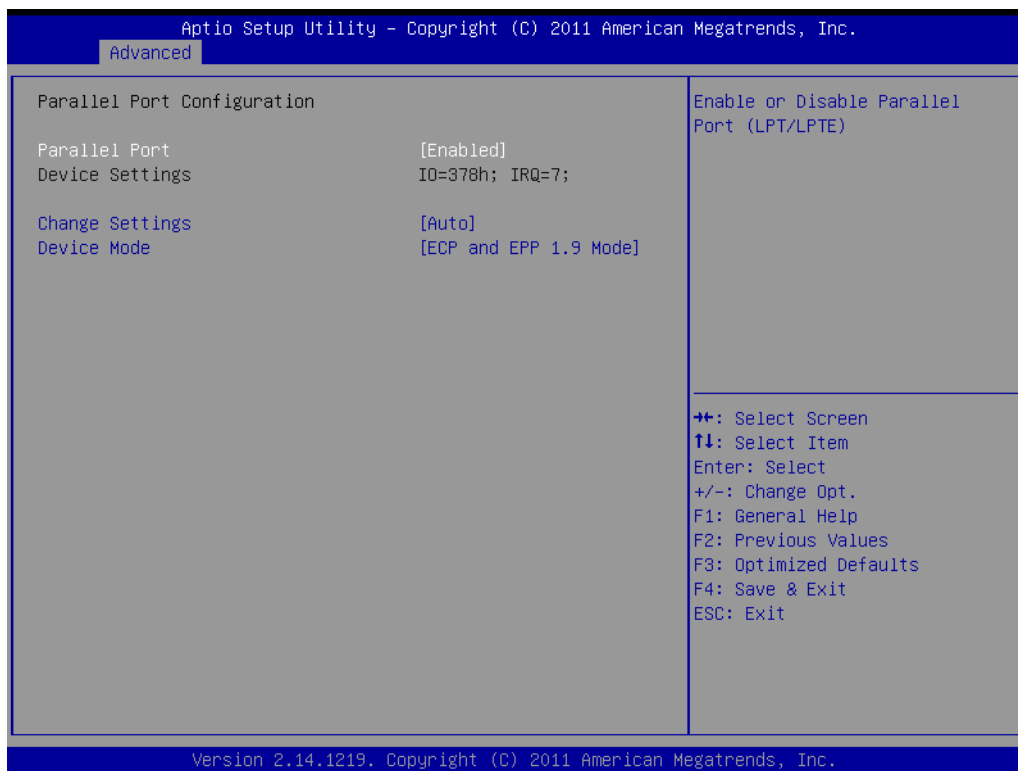 Aptio Setup Utility – Copyright (C) 2011 American Megatrends, Inc.
Advanced
Parallel Port Configuration
Parallel Port [Enabled]
Device Settings IO=378h; IRQ=7;
Change Settings [Auto]
Device Mode [ECP and EPP 1.9 Mode]
Enable or Disable Parallel
Port (LPT/LPTE)
→←: Select Screen
↑↓: Select Item
Enter: Select
+/-: Change Opt.
F1: General Help
F2: Previous Values
F3: Optimized Defaults
F4: Save & Exit
ESC: Exit
Version 2.14.1219. Copyright (C) 2011 American Megatrends, Inc.